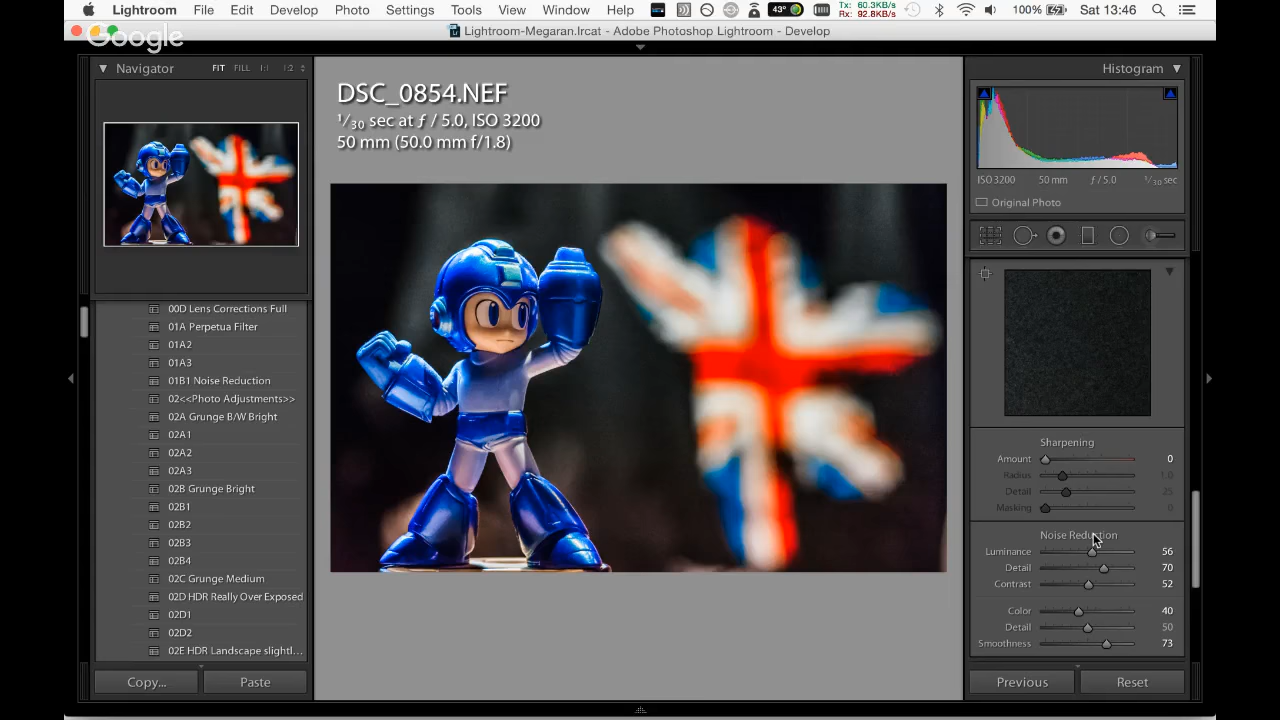 Lightroom File Edit Develop Photo Settings Tools View Window Help 43° Tx: 60.3KB/s Rx: 92.8KB/s 100% Sat 13:46
Google
Lightroom-Megaran.lrcat - Adobe Photoshop Lightroom - Develop
Navigator FIT FILL 1:1 1:2
DSC_0854.NEF
1/30 sec at ƒ / 5.0, ISO 3200
50 mm (50.0 mm f/1.8)
00D Lens Corrections Full
01A Perpetua Filter
01A2
01A3
01B1 Noise Reduction
02<<Photo Adjustments>>
02A Grunge B/W Bright
02A1
02A2
02A3
02B Grunge Bright
02B1
02B2
02B3
02B4
02C Grunge Medium
02D HDR Really Over Exposed
02D1
02D2
02E HDR Landscape slightl...
Copy... Paste
Histogram
ISO 3200 50 mm ƒ / 5.0 1/30 sec
Original Photo
Sharpening
Amount 0
Radius 1.0
Detail 25
Masking 0
Noise Reduction
Luminance 56
Detail 70
Contrast 52
Color 40
Detail 50
Smoothness 73
Previous Reset